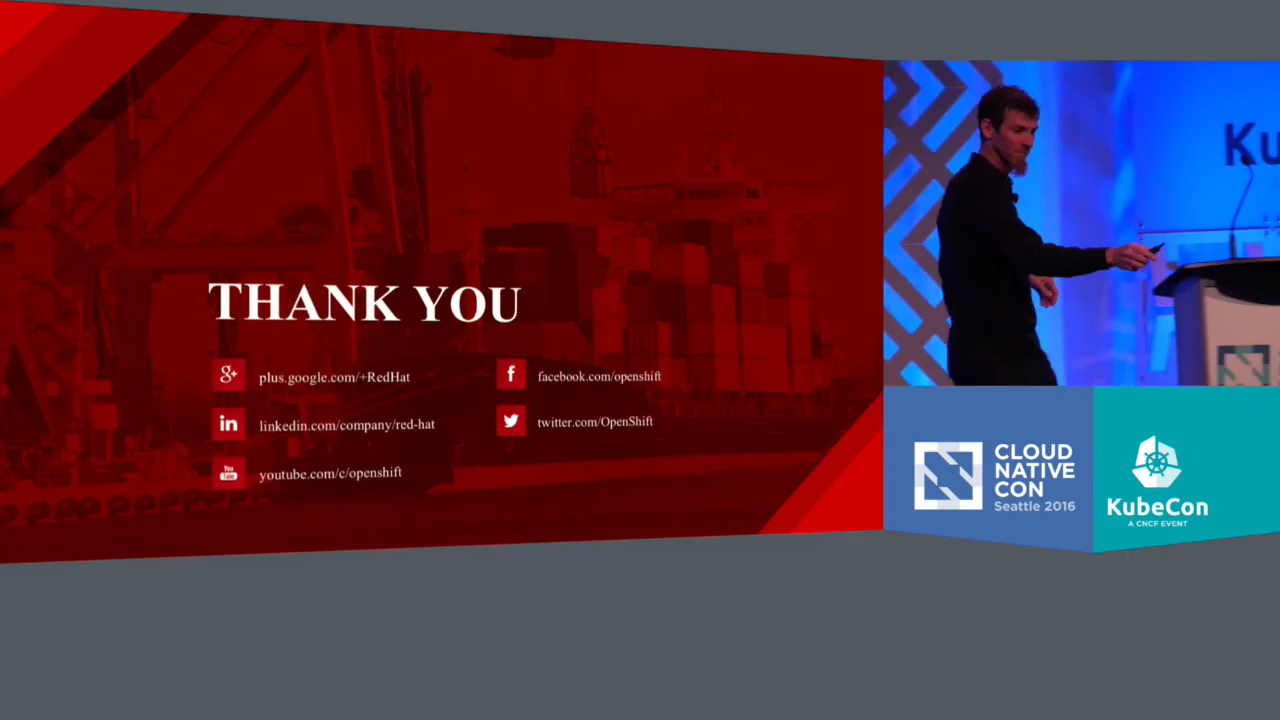 THANK YOU
g+ plus.google.com/+RedHat
f facebook.com/openshift
in linkedin.com/company/red-hat
twitter.com/OpenShift
You Tube youtube.com/c/openshift
Ku
CLOUD
NATIVE
CON
Seattle 2016
KubeCon
A CNCF EVENT